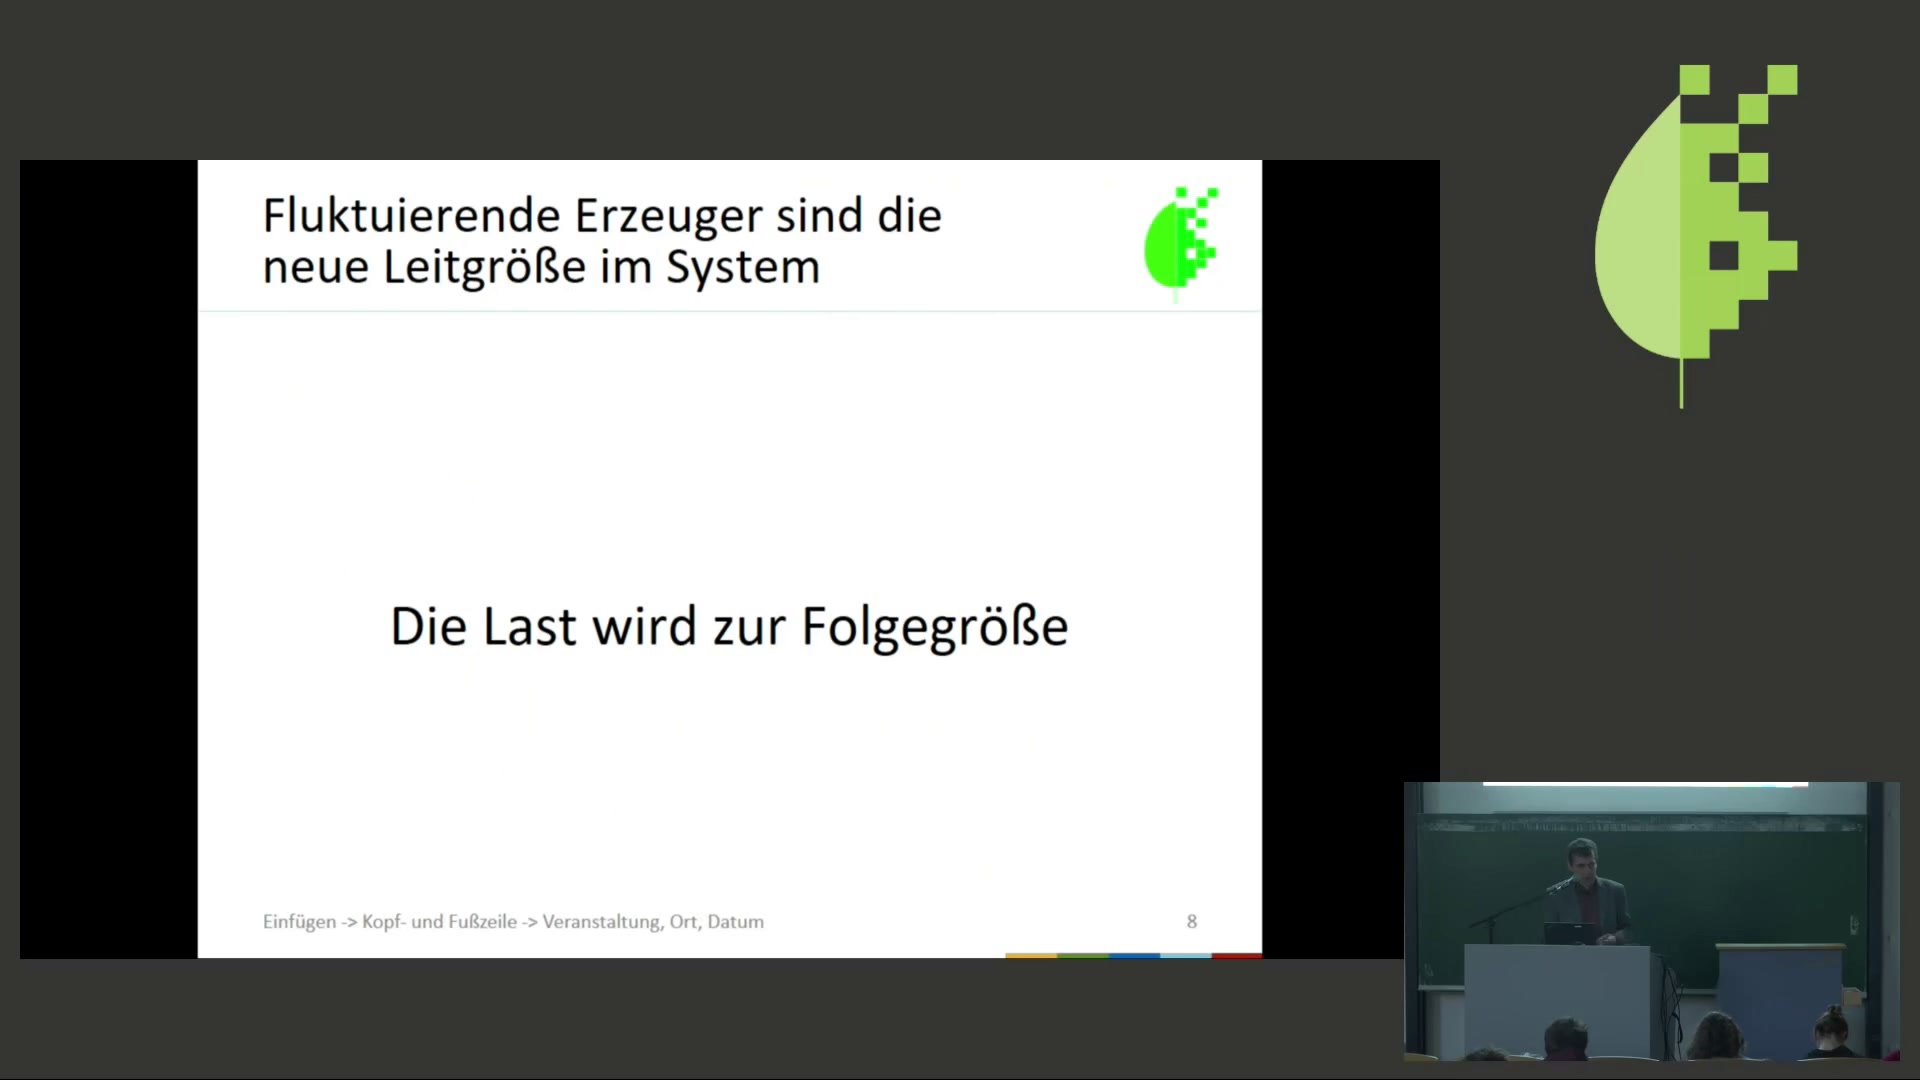 Fluktuierende Erzeuger sind die
neue Leitgröße im System
Die Last wird zur Folgegröße
Einfügen -> Kopf- und Fußzeile -> Veranstaltung, Ort, Datum
8